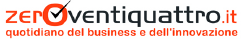 zeroventiquattro.it
quotidiano del business e dell'innovazione